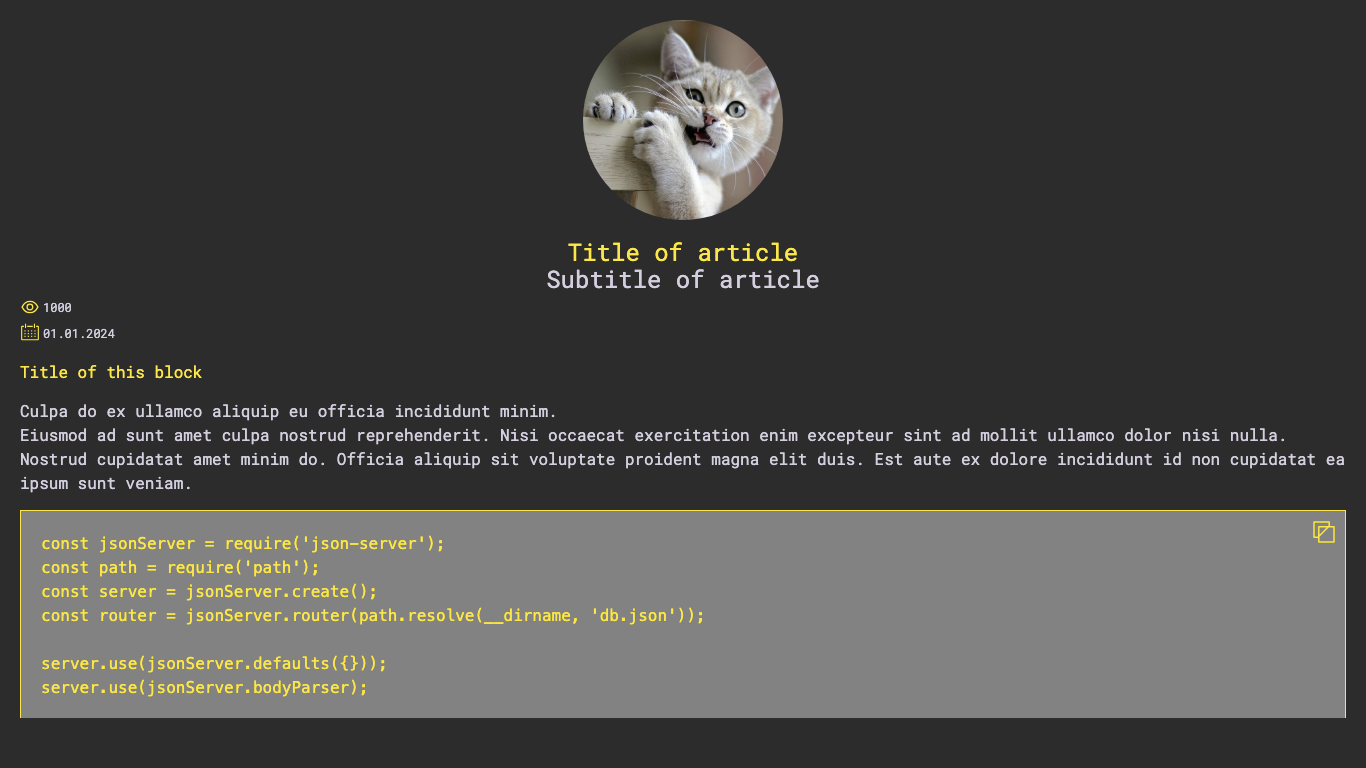 Title of article
Subtitle of article
1000
01.01.2024
Title of this block
Culpa do ex ullamco aliquip eu officia incididunt minim.
Eiusmod ad sunt amet culpa nostrud reprehenderit. Nisi occaecat exercitation enim excepteur sint ad mollit ullamco dolor nisi nulla.
Nostrud cupidatat amet minim do. Officia aliquip sit voluptate proident magna elit duis. Est aute ex dolore incididunt id non cupidatat ea
ipsum sunt veniam.
const jsonServer = require('json-server');
const path = require('path');
const server = jsonServer.create();
const router = jsonServer.router(path.resolve(__dirname, 'db.json'));
server.use(jsonServer.defaults({}));
server.use(jsonServer.bodyParser);